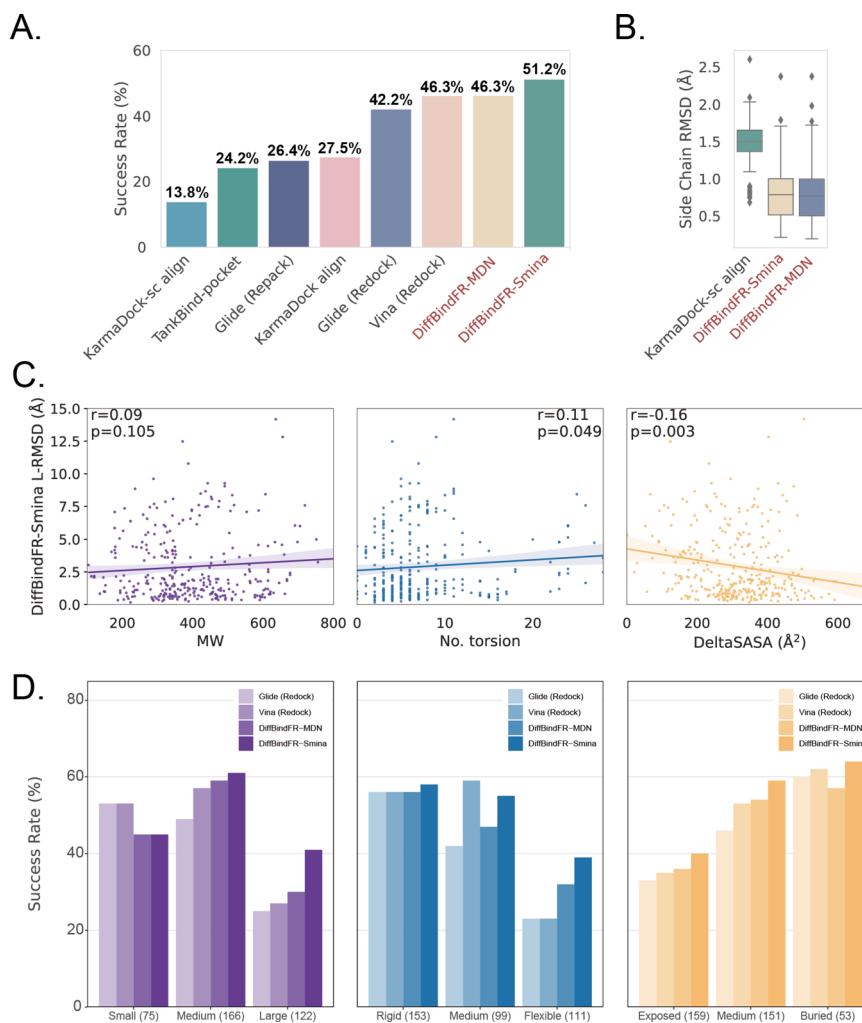 A.
60
40
20
0
Success Rate (%)
13.8%
24.2%
26.4%
27.5%
42.2%
46.3%
46.3%
51.2%
KarmaDock-sc align
TankBind-pocket
Glide (Repack)
KarmaDock align
Glide (Redock)
Vina (Redock)
DiffBindFR-MDN
DiffBindFR-Smina
B.
2.5
2.0
1.5
1.0
0.5
Side Chain RMSD (Å)
KarmaDock-sc align
DiffBindFR-Smina
DiffBindFR-MDN
C.
DiffBindFR-Smina L-RMSD (Å)
15.0
12.5
10.0
7.5
5.0
2.5
0.0
r=0.09
p=0.105
200 400 600 800
MW
r=0.11
p=0.049
0 10 20
No. torsion
r=-0.16
p=0.003
0 200 400 600
DeltaSASA (Å²)
D.
Success Rate (%)
80
60
40
20
0
Glide (Redock)
Vina (Redock)
DiffBindFR−MDN
DiffBindFR−Smina
Small (75) Medium (166) Large (122)
Glide (Redock)
Vina (Redock)
DiffBindFR−MDN
DiffBindFR−Smina
Rigid (153) Medium (99) Flexible (111)
Glide (Redock)
Vina (Redock)
DiffBindFR−MDN
DiffBindFR−Smina
Exposed (159) Medium (151) Buried (53)